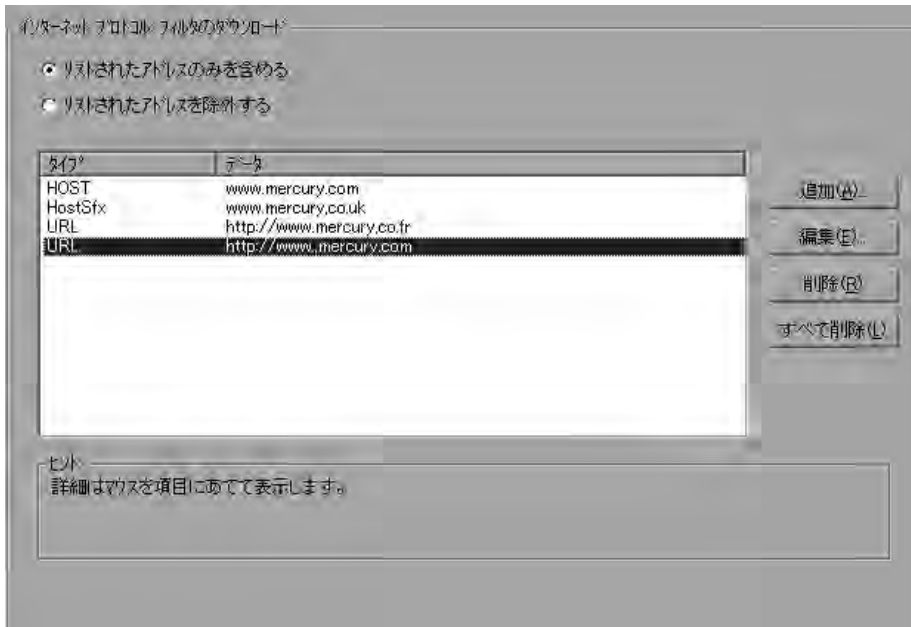 インターネット プロトコル フィルタのダウンロード
リストされたアドレスのみを含める
リストされたアドレスを除外する
タイプ データ
HOST www.mercury.com
HostSfx www.mercury,co.uk
URL http://www.mercury.co.fr
URL http://www,.mercury.com
追加(A)...
編集(E)...
削除(R)
すべて削除(L)
ヒント
詳細はマウスを項目にあてて表示します。